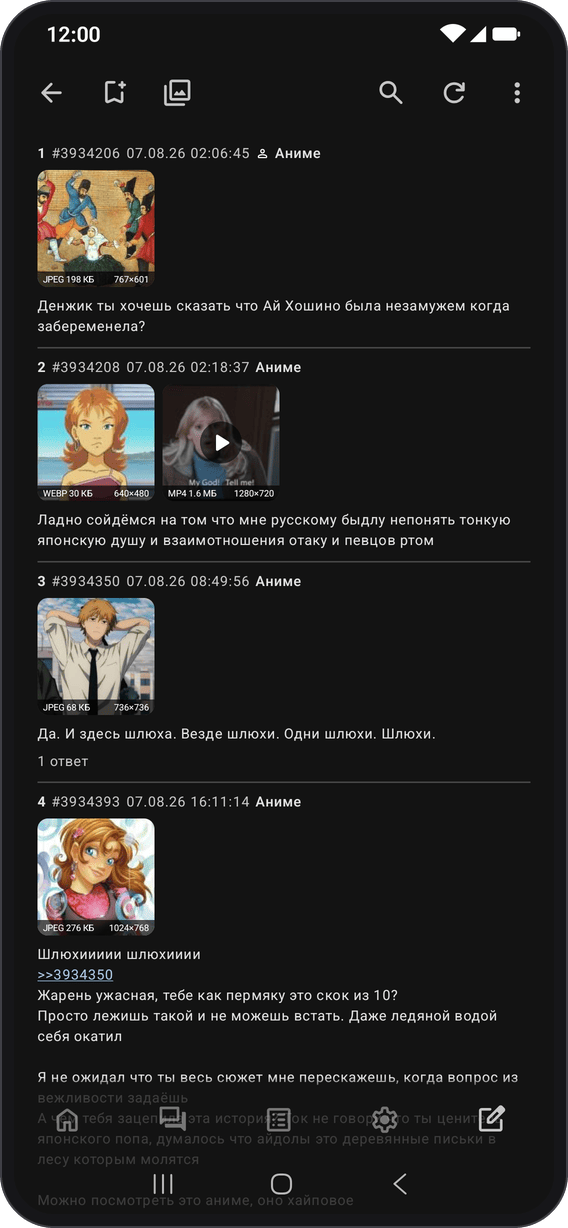 12:00
1 #3934206 07.08.26 02:06:45 Аниме
JPEG 198 КБ 767×601
Денжик ты хочешь сказать что Ай Хошино была незамужем когда
забеременела?
2 #3934208 07.08.26 02:18:37 Аниме
My God! Tell me!
WEBP 30 КБ 640×480 MP4 1.6 МБ 1280×720
Ладно сойдёмся на том что мне русскому быдлу непонять тонкую
японскую душу и взаимотношения отаку и певцов ртом
3 #3934350 07.08.26 08:49:56 Аниме
JPEG 68 КБ 736×736
Да. И здесь шлюха. Везде шлюхи. Одни шлюхи. Шлюхи.
1 ответ
4 #3934393 07.08.26 16:11:14 Аниме
JPEG 276 КБ 1024×768
Шлюхиииии шлюхииии
>>3934350
Жарень ужасная, тебе как пермяку это скок из 10?
Просто лежишь такой и не можешь встать. Даже ледяной водой
себя окатил
Я не ожидал что ты весь сюжет мне перескажешь, когда вопрос из
вежливости задаёшь
А тебя эта ты
японского попа, думалось что айдолы это деревянные письки в
лесу которым молятся
Можно посмотреть это аниме, оно хайповое